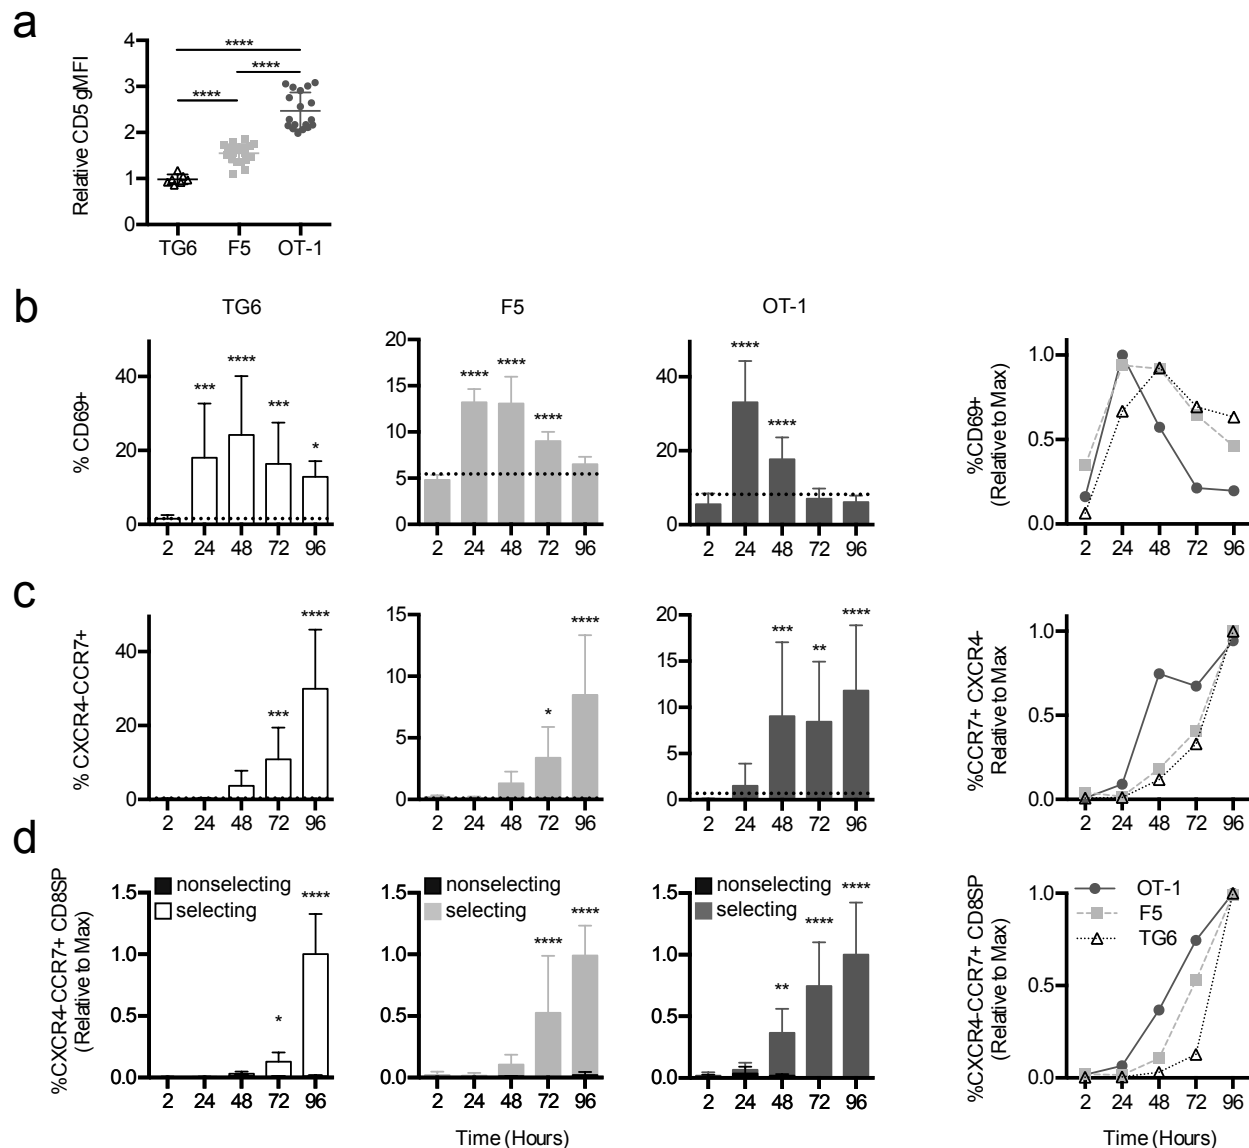 a
Relative CD5 gMFI
4
3
2
1
0
****
****
****
TG6 F5 OT-1
b
TG6
F5
OT-1
% CD69+
40
20
0
***
****
***
*
2 24 48 72 96
20
15
10
5
0
****
****
****
2 24 48 72 96
40
20
0
****
****
2 24 48 72 96
%CD69+
(Relative to Max)
1.0
0.5
0.0
2 24 48 72 96
c
% CXCR4-CCR7+
40
20
0
***
****
2 24 48 72 96
15
10
5
0
*
****
2 24 48 72 96
20
15
10
5
0
***
**
****
2 24 48 72 96
%CCR7+ CXCR4-
Relative to Max
1.0
0.5
0.0
2 24 48 72 96
d
%CXCR4-CCR7+ CD8SP
(Relative to Max)
1.5
1.0
0.5
0.0
nonselecting
selecting
*
****
2 24 48 72 96
1.5
1.0
0.5
0.0
nonselecting
selecting
****
****
2 24 48 72 96
Time (Hours)
1.5
1.0
0.5
0.0
nonselecting
selecting
**
****
****
2 24 48 72 96
%CXCR4-CCR7+ CD8SP
(Relative to Max)
1.0
0.5
0.0
OT-1
F5
TG6
2 24 48 72 96
Time (Hours)